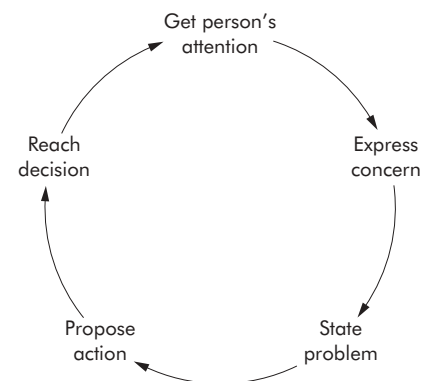 Get person's
attention
Express
concern
State
problem
Propose
action
Reach
decision